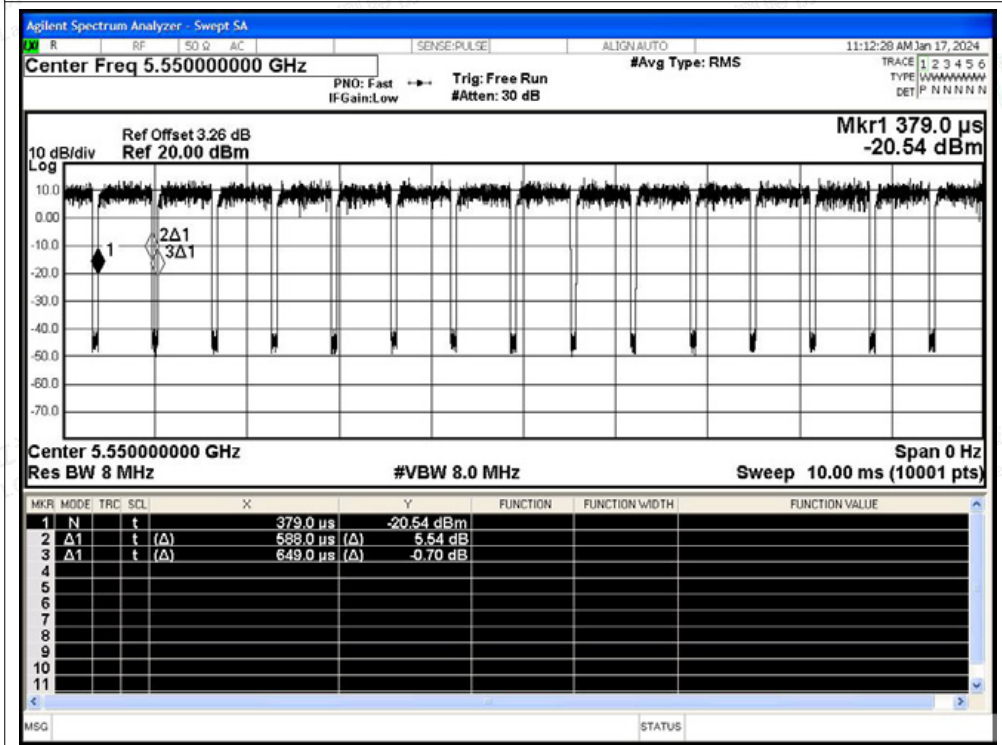 Agilent Spectrum Analyzer - Swept SA
LXI R RF 50 Ω AC SENSE:PULSE ALIGN AUTO 11:12:28 AM Jan 17, 2024
Center Freq 5.550000000 GHz #Avg Type: RMS TRACE 1 2 3 4 5 6
PNO: Fast Trig: Free Run TYPE WWWWWW
IFGain:Low #Atten: 30 dB DET P N N N N N
Mkr1 379.0 µs
Ref Offset 3.26 dB
10 dB/div Ref 20.00 dBm -20.54 dBm
Log
10.0
0.00
-10.0
-20.0
-30.0
-40.0
-50.0
-60.0
-70.0
1
2Δ1
3Δ1
Center 5.550000000 GHz Span 0 Hz
Res BW 8 MHz #VBW 8.0 MHz Sweep 10.00 ms (10001 pts)
MKR MODE TRC SCL X Y FUNCTION FUNCTION WIDTH FUNCTION VALUE
1 N t 379.0 µs -20.54 dBm
2 Δ1 t (Δ) 588.0 µs (Δ) 5.54 dB
3 Δ1 t (Δ) 649.0 µs (Δ) -0.70 dB
4
5
6
7
8
9
10
11
MSG STATUS